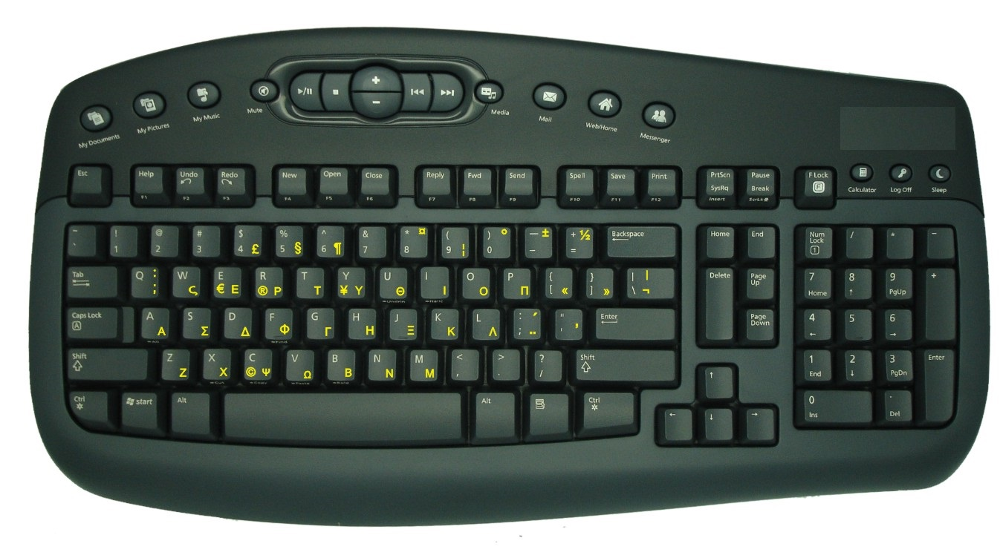 My Documents
My Pictures
My Music
Mute
+
−
Media
Mail
Web/Home
Messenger
Esc
Help F1
Undo F2
Redo F3
New F4
Open F5
Close F6
Reply F7
Fwd F8
Send F9
Spell F10
Save F11
Print F12
PrtScn SysRq Insert
Pause Break ScrLk
F Lock F
Calculator
Log Off
Sleep
~ `
! 1
@ 2
# 3
$ 4 £
% 5 §
^ 6 ¶
& 7
* 8 ¤
( 9 ¦
) 0 °
— – ±
+ = ½
Backspace
Home
End
Num Lock 1
/
*
−
Tab
Q : ;
W ς
E € Ε
R ® Ρ
T Τ
Y ¥ Υ
U Θ
I Ι
O Ο
P Π
{ [ «
} ] »
| \ | ¬
Delete
Page Up
7 Home
8 ↑
9 PgUp
+
Caps Lock A
A Α
S Σ
D Δ
F Φ
G Γ
H Η
J Ξ
K Κ
L Λ
: ; ΄ ¨
" ' ,
Enter
Page Down
4 ←
5
6 →
Shift
Z Ζ
X Χ
C © Ψ
V Ω
B Β
N Ν
M Μ
< ,
> .
? /
Shift
↑
1 End
2 ↓
3 PgDn
Enter
Ctrl
start
Alt
Alt
Ctrl
←
↓
→
0 Ins
. Del